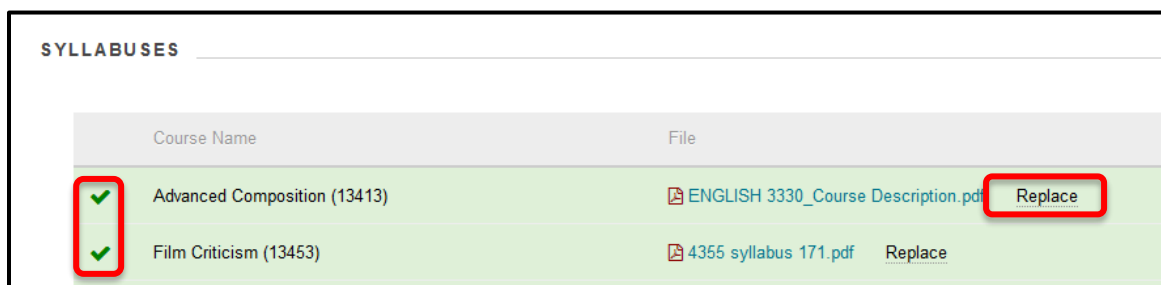 SYLLABUSES
Course Name File
Advanced Composition (13413) ENGLISH 3330_Course Description.pdf Replace
Film Criticism (13453) 4355 syllabus 171.pdf Replace